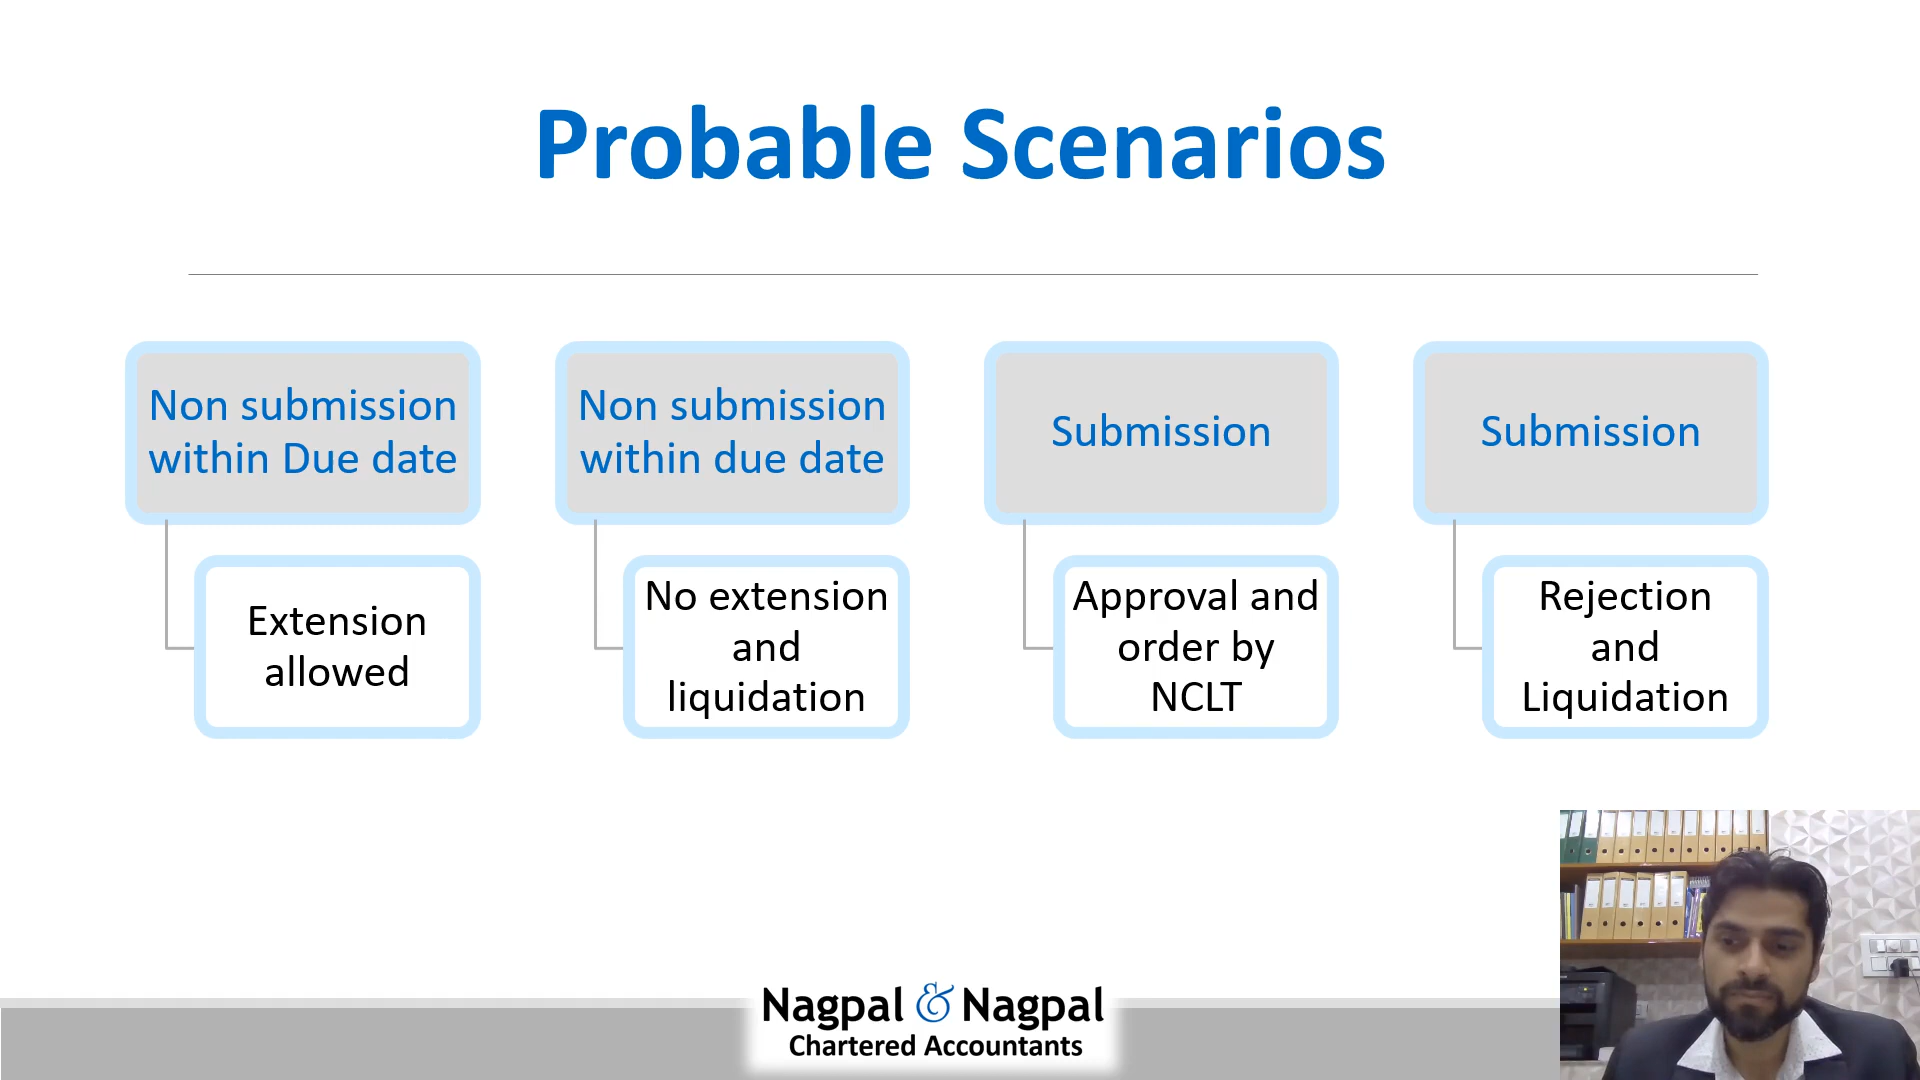 Probable Scenarios
Non submission
within Due date
Extension
allowed
Non submission
within due date
No extension
and
liquidation
Submission
Approval and
order by
NCLT
Submission
Rejection
and
Liquidation
Nagpal & Nagpal
Chartered Accountants